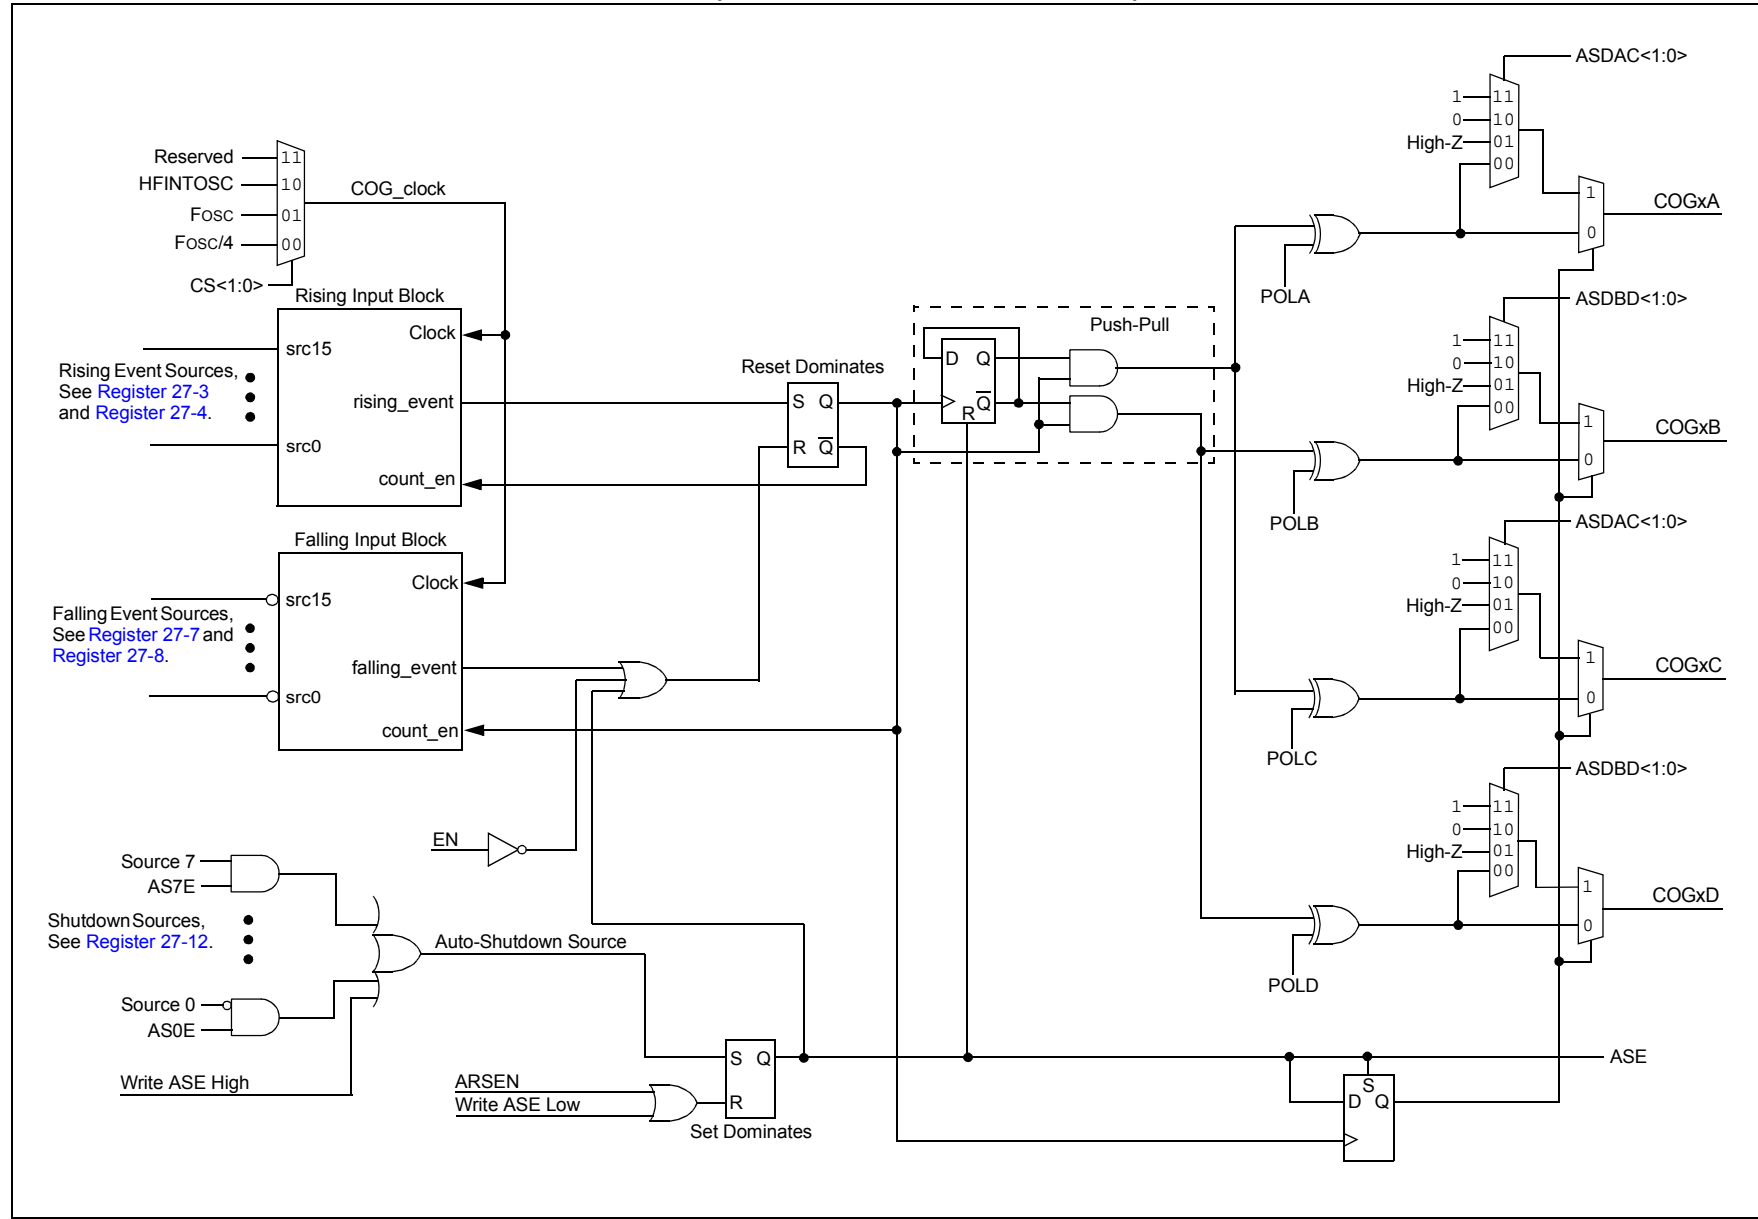 ASDAC<1:0>
1
11
0
10
High-Z
01
00
1
0
COGxA
POLA
Reserved
11
HFINTOSC
10
FOSC
01
FOSC/4
00
CS<1:0>
COG_clock
Rising Input Block
Clock
src15
Rising Event Sources,
See Register 27-3
and Register 27-4.
rising_event
src0
count_en
Reset Dominates
S Q
R Q
Push-Pull
D Q
Q
R
ASDBD<1:0>
1
11
0
10
High-Z
01
00
1
0
COGxB
POLB
Falling Input Block
Clock
src15
Falling Event Sources,
See Register 27-7 and
Register 27-8.
falling_event
src0
count_en
ASDAC<1:0>
1
11
0
10
High-Z
01
00
1
0
COGxC
POLC
EN
ASDBD<1:0>
1
11
0
10
High-Z
01
00
1
0
COGxD
POLD
Source 7
AS7E
Shutdown Sources,
See Register 27-12.
Auto-Shutdown Source
Source 0
AS0E
Write ASE High
ARSEN
Write ASE Low
S Q
R
Set Dominates
ASE
S
D Q